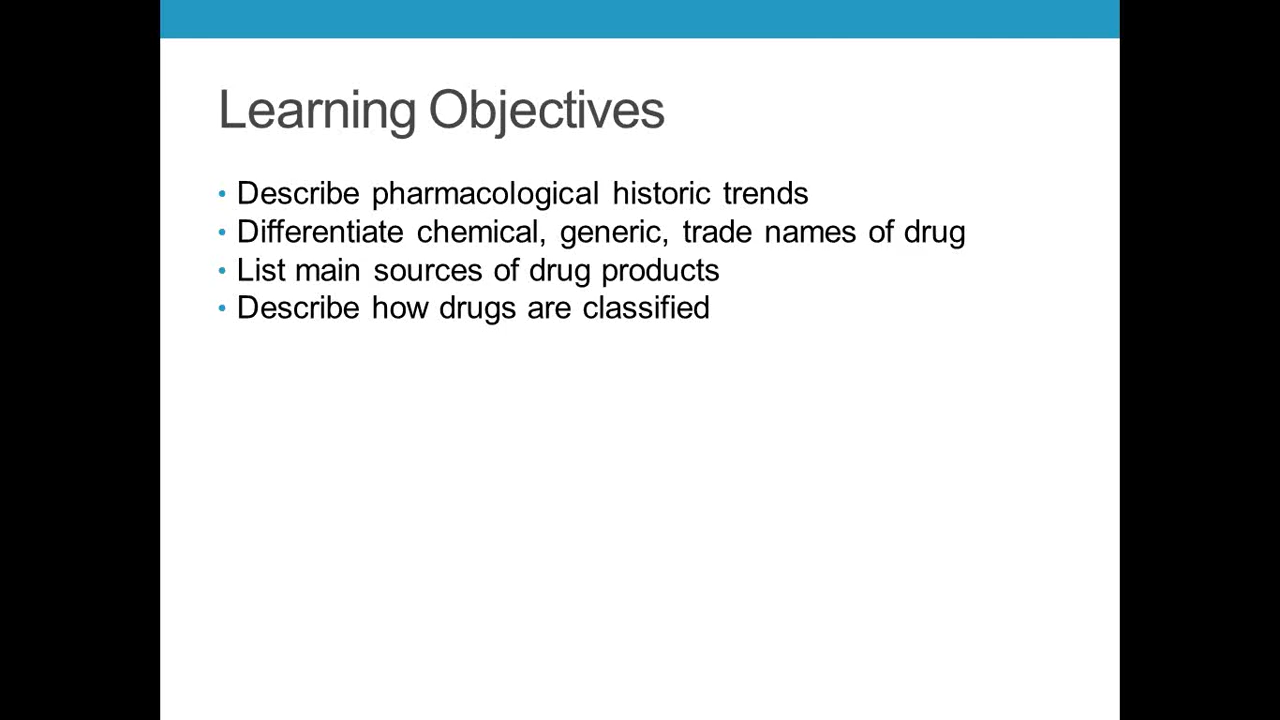 Learning Objectives
• Describe pharmacological historic trends
• Differentiate chemical, generic, trade names of drug
• List main sources of drug products
• Describe how drugs are classified